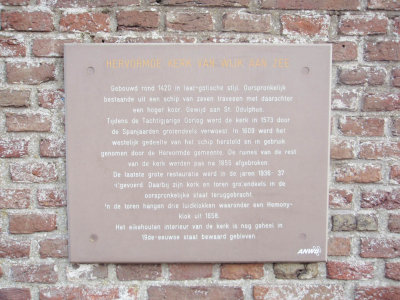 HERVORMDE KERK VAN WIJK AAN ZEE
Gebouwd rond 1420 in laat-gotische stijl. Oorspronkelijk
bestaande uit een schip van zeven traveeën met daarachter
een hoger koor. Gewijd aan St. Odulphus.
Tijdens de Tachtigjarige Oorlog werd de kerk in 1573 door
de Spanjaarden grotendeels verwoest. In 1609 werd het
westelijk gedeelte van het schip hersteld en in gebruik
genomen door de Hervormde gemeente. De ruïnes van de rest
van de kerk werden pas na 1855 afgebroken.
De laatste grote restauratie werd in de jaren 1936- 37
uitgevoerd. Daarbij zijn kerk en toren grotendeels in de
oorspronkelijke staat teruggebracht.
In de toren hangen drie luidklokken waaronder een Hemony-
klok uit 1658.
Het eikehouten interieur van de kerk is nog geheel in
19de-eeuwse staat bewaard gebleven.
ANWB